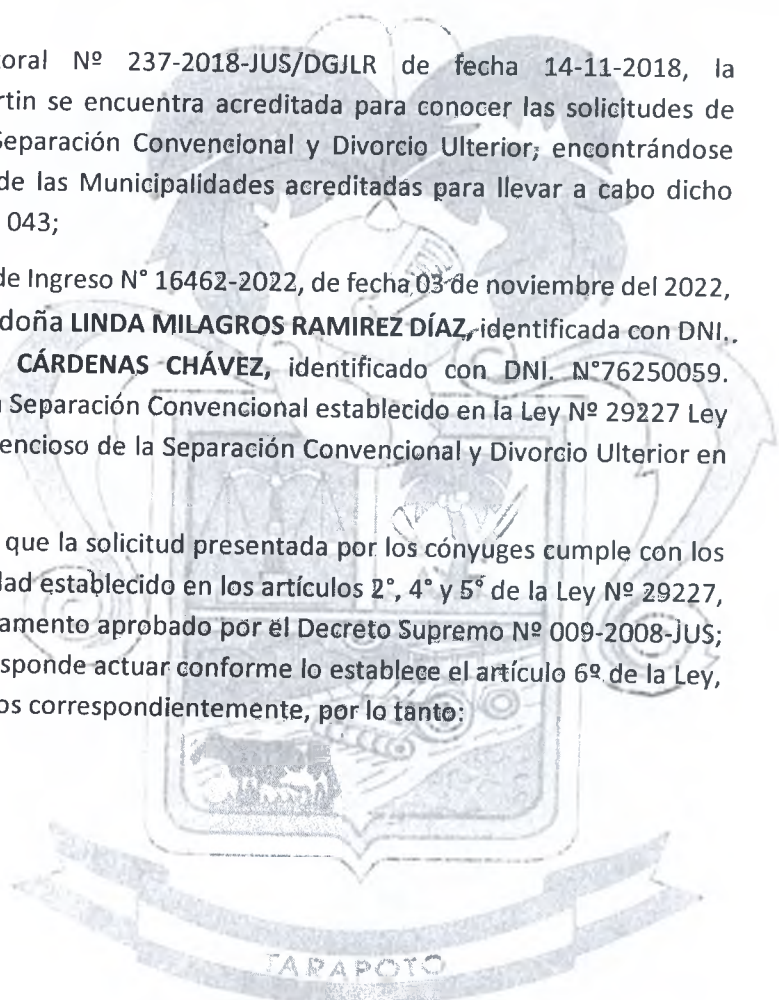 toral Nº 237-2018-JUS/DGJLR de fecha 14-11-2018, la
rtin se encuentra acreditada para conocer las solicitudes de
Separación Convencional y Divorcio Ulterior; encontrándose
de las Municipalidades acreditadas para llevar a cabo dicho
043;
de Ingreso N° 16462-2022, de fecha 03 de noviembre del 2022,
doña LINDA MILAGROS RAMIREZ DÍAZ, identificada con DNI..
CÁRDENAS CHÁVEZ, identificado con DNI. N°76250059.
Separación Convencional establecido en la Ley Nº 29227 Ley
encioso de la Separación Convencional y Divorcio Ulterior en
que la solicitud presentada por los cónyuges cumple con los
dad establecido en los artículos 2°, 4° y 5° de la Ley Nº 29227,
amento aprobado por el Decreto Supremo Nº 009-2008-JUS;
sponde actuar conforme lo establece el artículo 6º de la Ley,
os correspondientemente, por lo tanto:
TARAPOTO